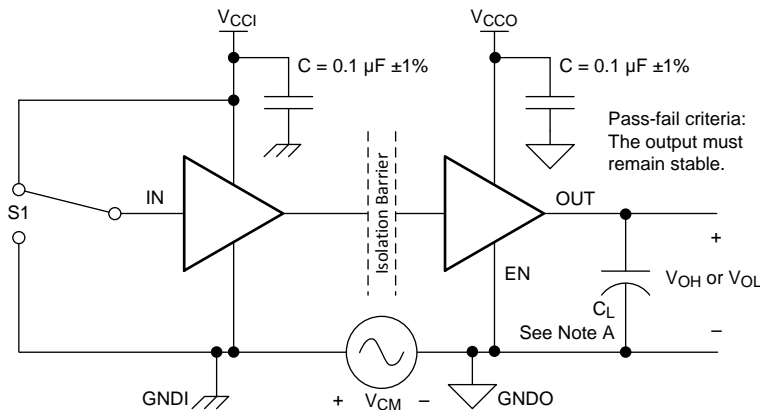 VCCI
VCCO
C = 0.1 µF ±1%
C = 0.1 µF ±1%
Pass-fail criteria:
The output must
remain stable.
S1
IN
Isolation Barrier
OUT
EN
+
VOH or VOL
–
CL
See Note A
GNDI
+ VCM –
GNDO